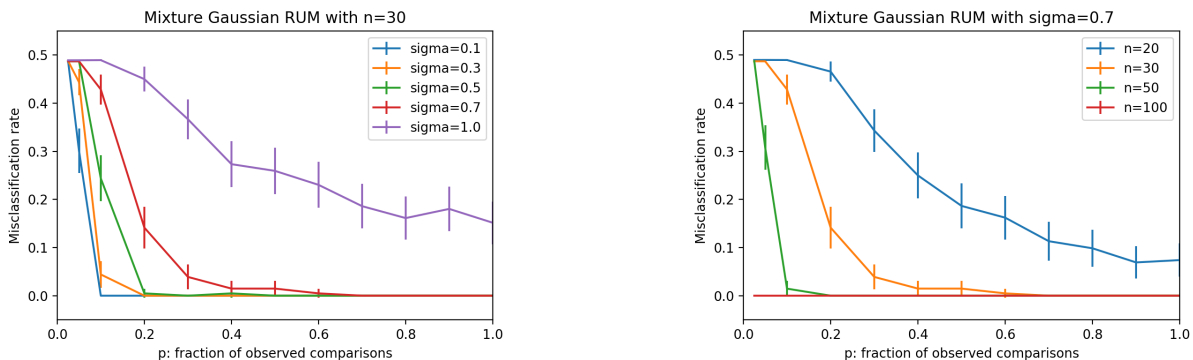 Mixture Gaussian RUM with n=30
Misclassification rate
0.5
0.4
0.3
0.2
0.1
0.0
sigma=0.1
sigma=0.3
sigma=0.5
sigma=0.7
sigma=1.0
0.0 0.2 0.4 0.6 0.8 1.0
p: fraction of observed comparisons
Mixture Gaussian RUM with sigma=0.7
Misclassification rate
0.5
0.4
0.3
0.2
0.1
0.0
n=20
n=30
n=50
n=100
0.0 0.2 0.4 0.6 0.8 1.0
p: fraction of observed comparisons